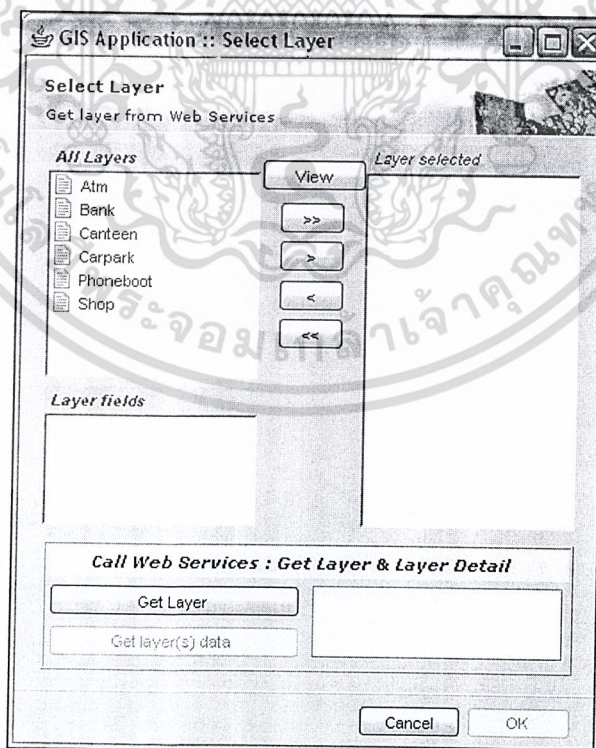 GIS Application :: Select Layer
Select Layer
Get layer from Web Services
All Layers
Atm
Bank
Canteen
Carpark
Phoneboot
Shop
View
>>
>
<
<<
Layer selected
Layer fields
Call Web Services : Get Layer & Layer Detail
Get Layer
Get layer(s) data
Cancel
OK